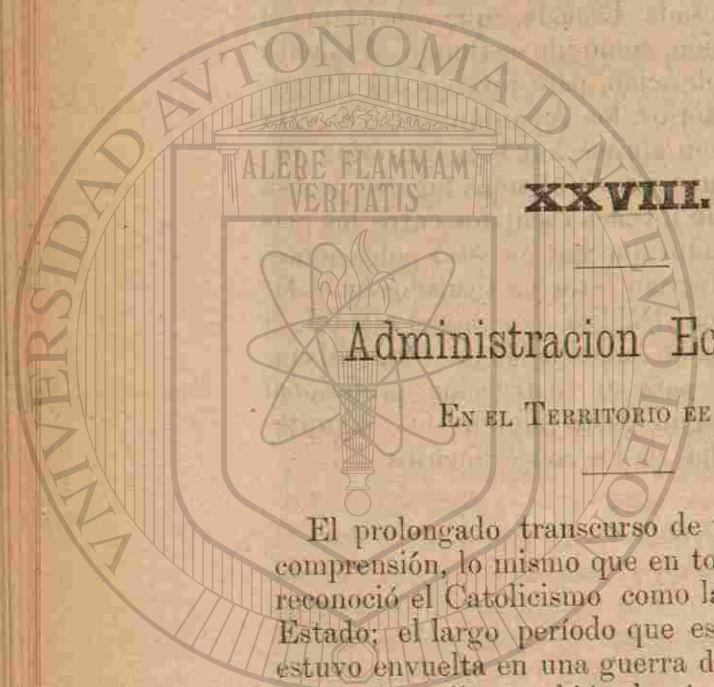 UNIVERSIDAD AVTONOMA DE NUEVO LEON
ALERE FLAMMAM
VERITATIS
XXVIII.
Administracion Ec
EN EL TERRITORIO EE
El prolongado transcurso de
comprensión, lo mismo que en to
reconoció el Catolicismo como la
Estado; el largo período que es
estuvo envuelta en una guerra d